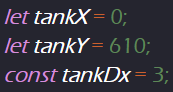 let tankX = 0;
let tankY = 610;
const tankDx = 3;